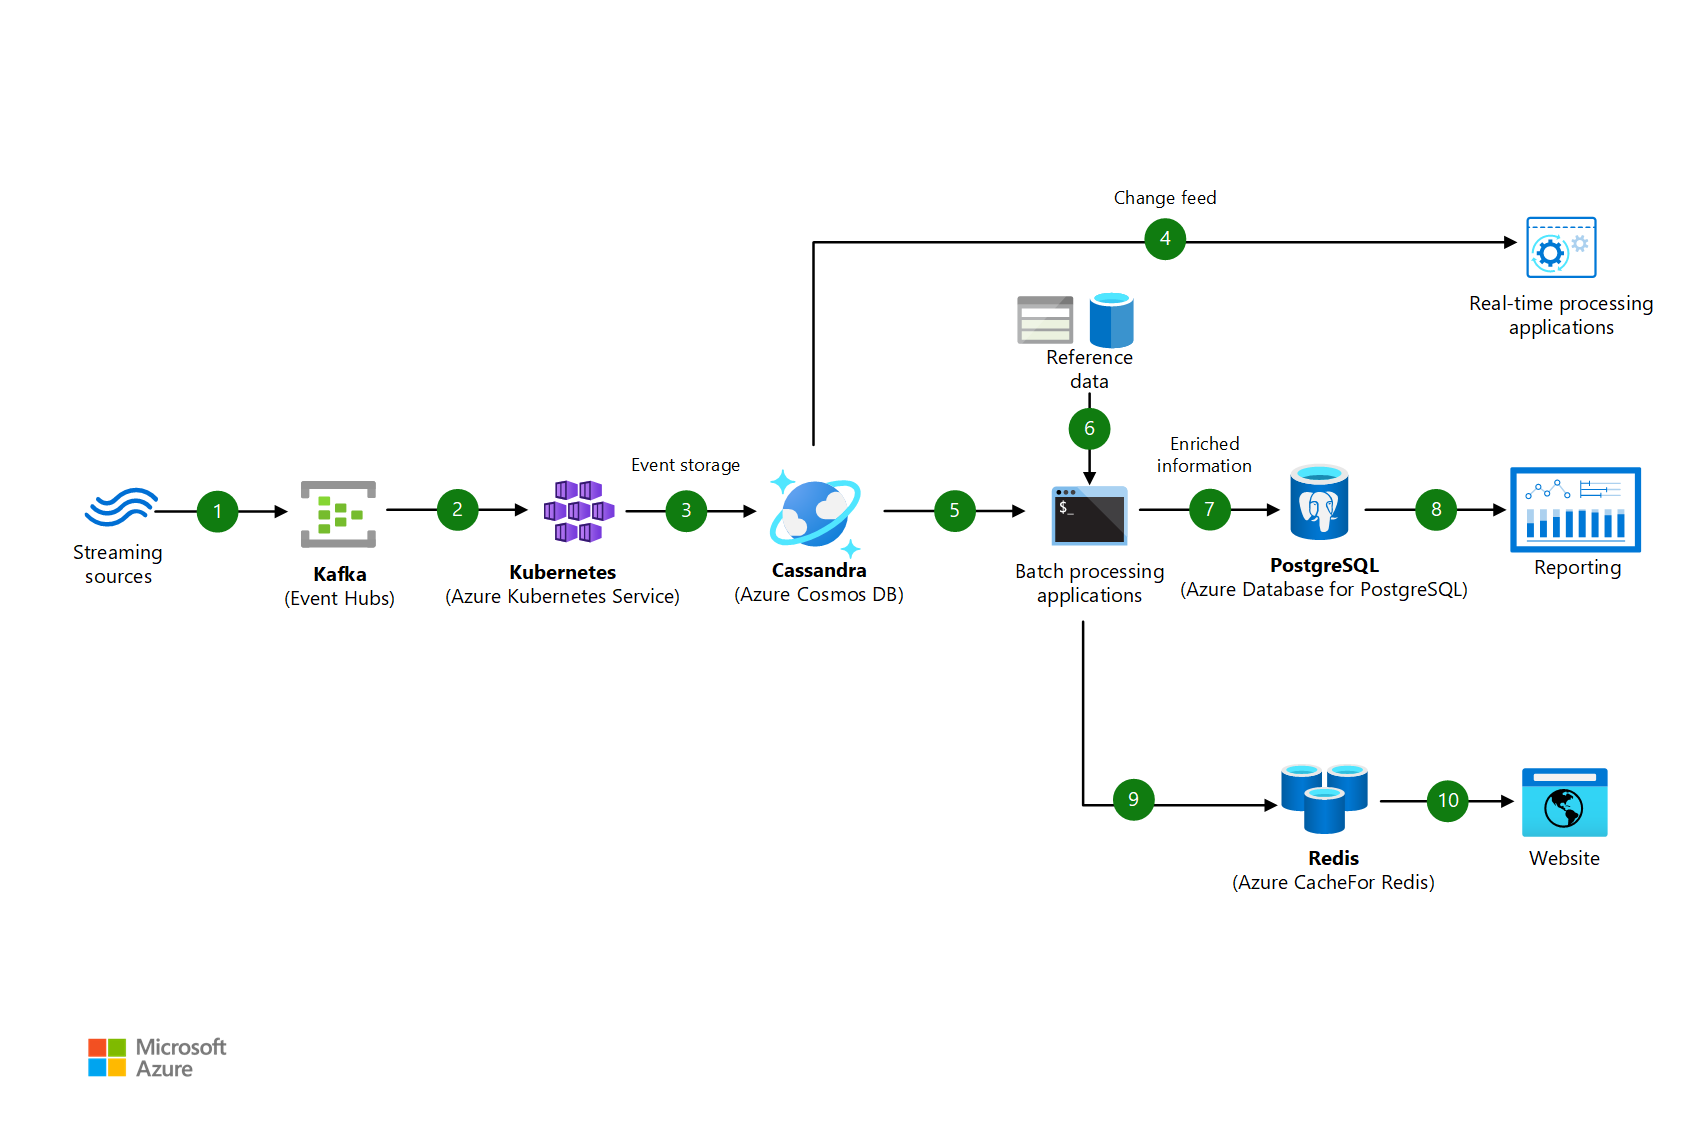 Change feed
4
Real-time processing
applications
Reference
data
6
Enriched
information
Event storage
1
2
3
5
7
8
$_
Streaming
sources
Kafka
(Event Hubs)
Kubernetes
(Azure Kubernetes Service)
Cassandra
(Azure Cosmos DB)
Batch processing
applications
PostgreSQL
(Azure Database for PostgreSQL)
Reporting
9
10
Redis
(Azure CacheFor Redis)
Website
Microsoft
Azure